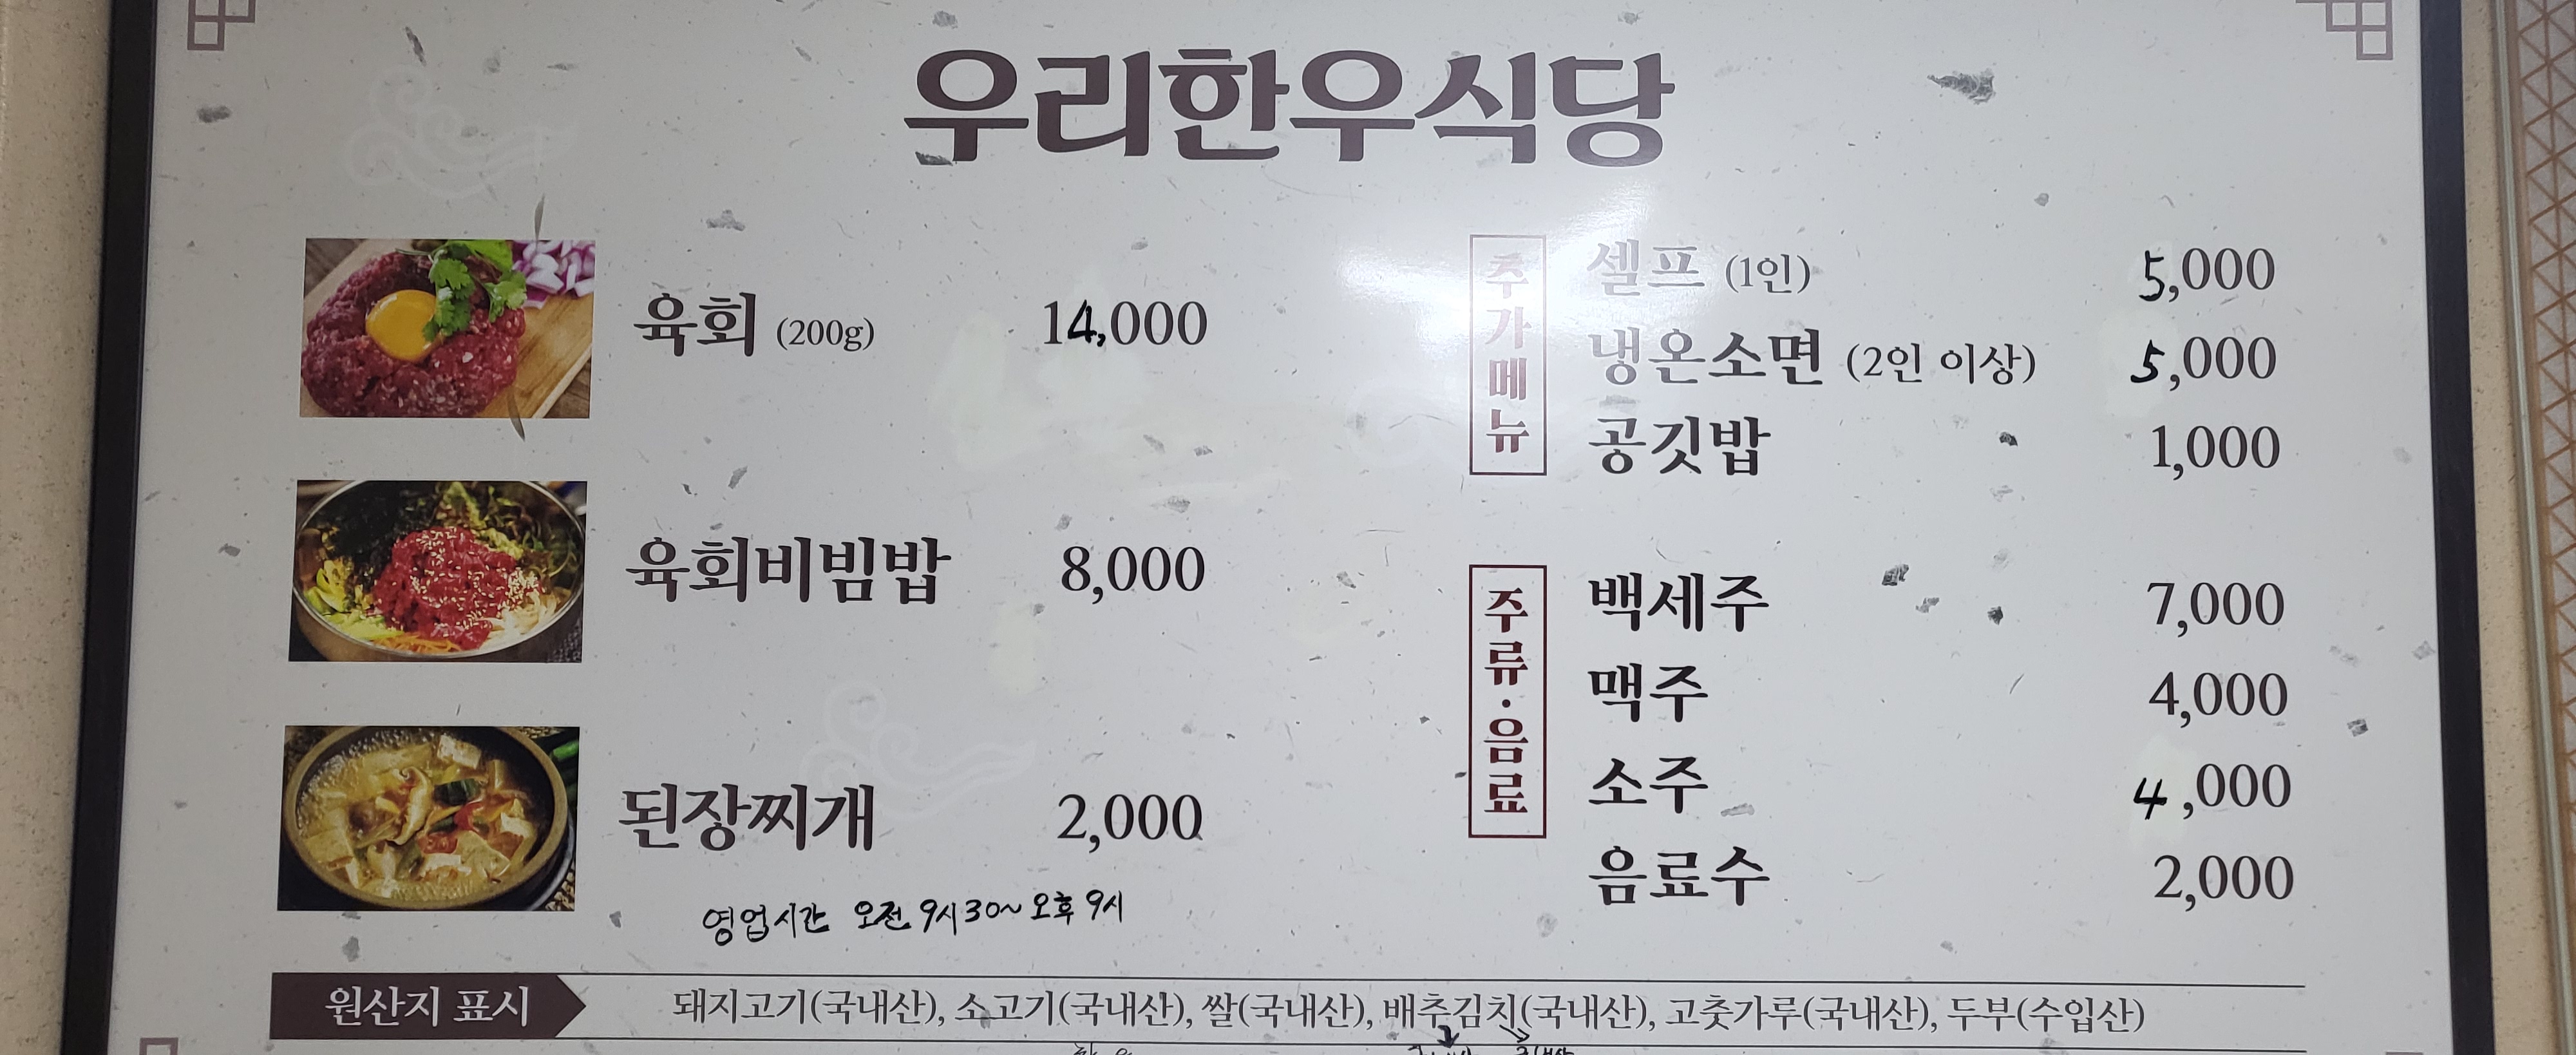 우리한우식당
육회 (200g) 14,000
육회비빔밥 8,000
된장찌개 2,000
영업시간 오전 9시30~오후 9시
추가메뉴
셀프 (1인) 5,000
냉온소면 (2인 이상) 5,000
공깃밥 1,000
주류·음료
백세주 7,000
맥주 4,000
소주 4,000
음료수 2,000
원산지 표시 돼지고기(국내산), 소고기(국내산), 쌀(국내산), 배추김치(국내산), 고춧가루(국내산), 두부(수입산)